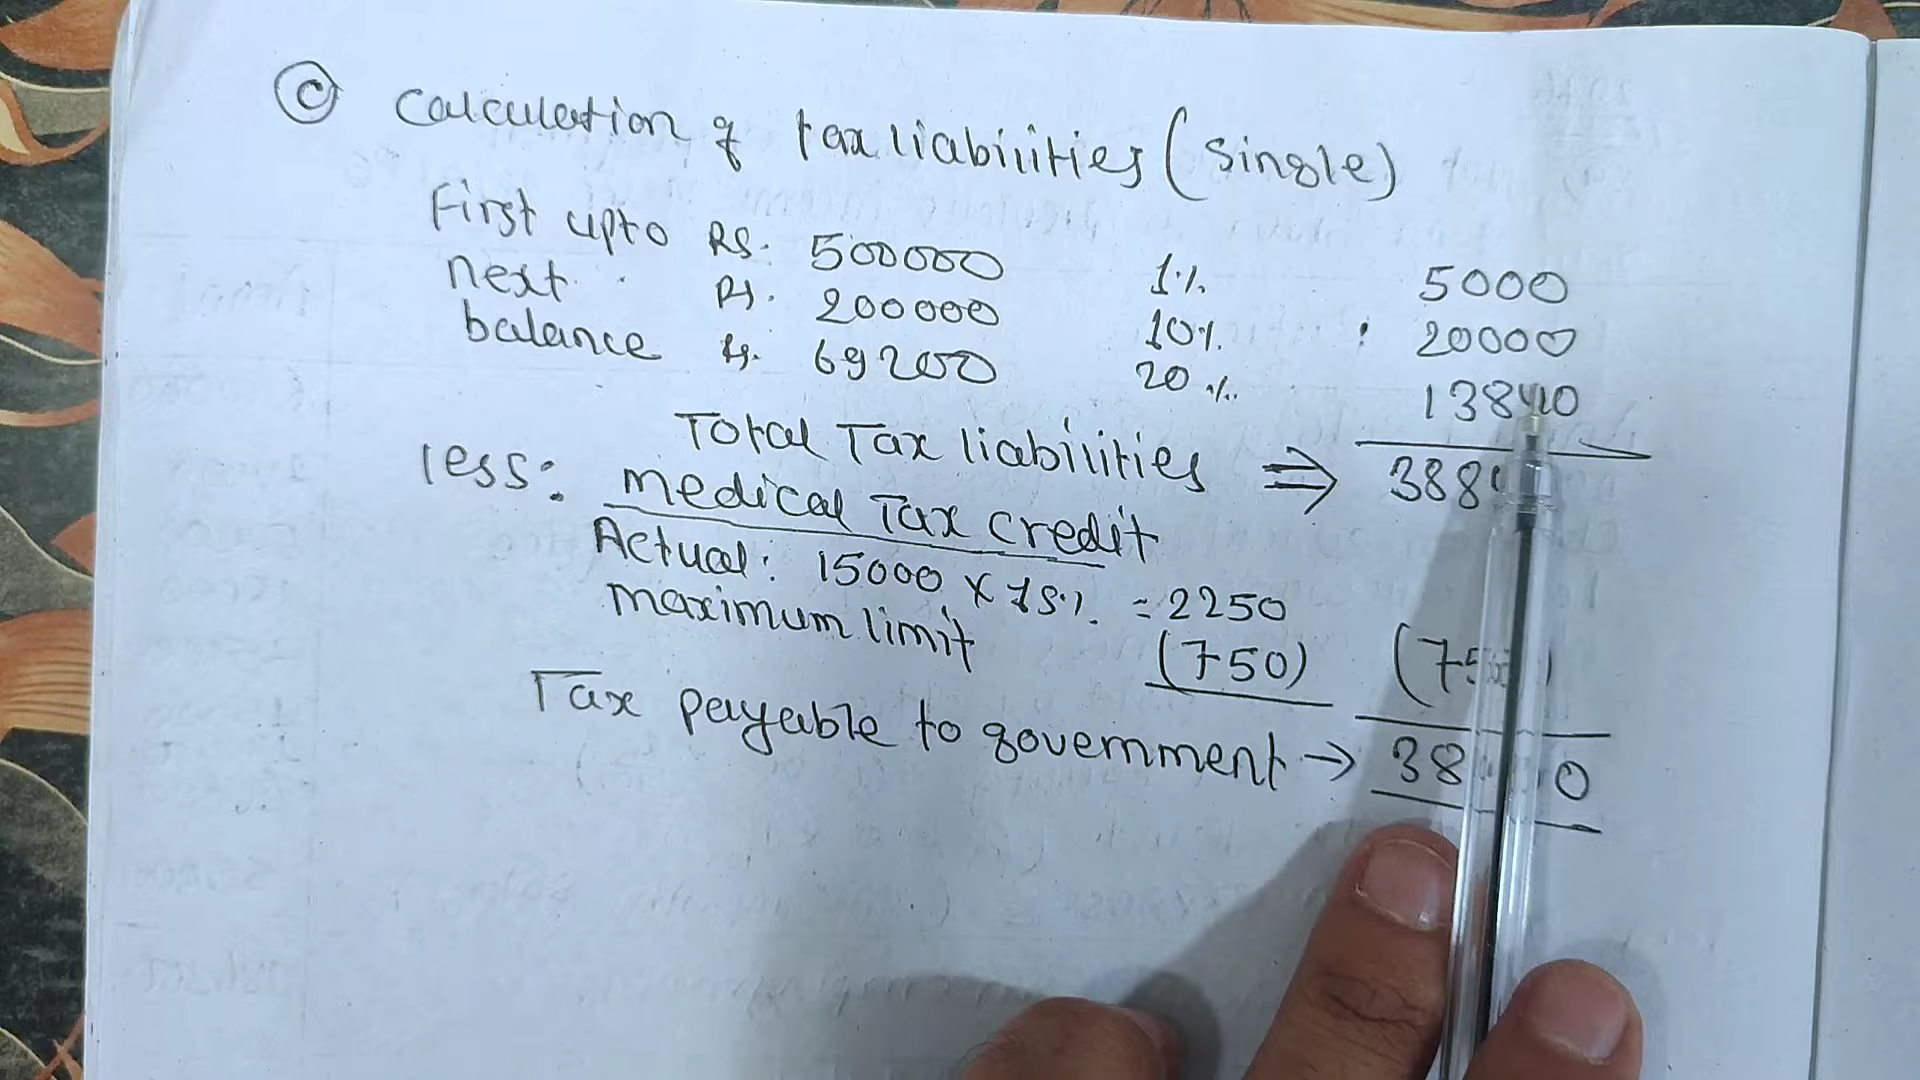 C Calculation of tax liabilities (single)
First upto Rs. 500000 1% 5000
next Rs. 200000 10% 20000
balance Rs. 69200 20% 13840
Total Tax liabilities ⇒
less: medical Tax credit
Actual: 15000 × 15% = 2250
maximum limit (750)
Tax payable to government →